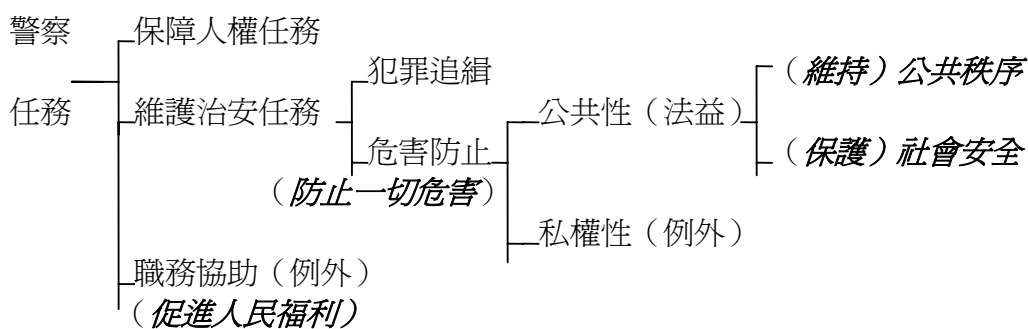 警察
任務
保障人權任務
維護治安任務
犯罪追緝
危害防止
（防止一切危害）
公共性（法益）
（維持）公共秩序
（保護）社會安全
私權性（例外）
職務協助（例外）
（促進人民福利）